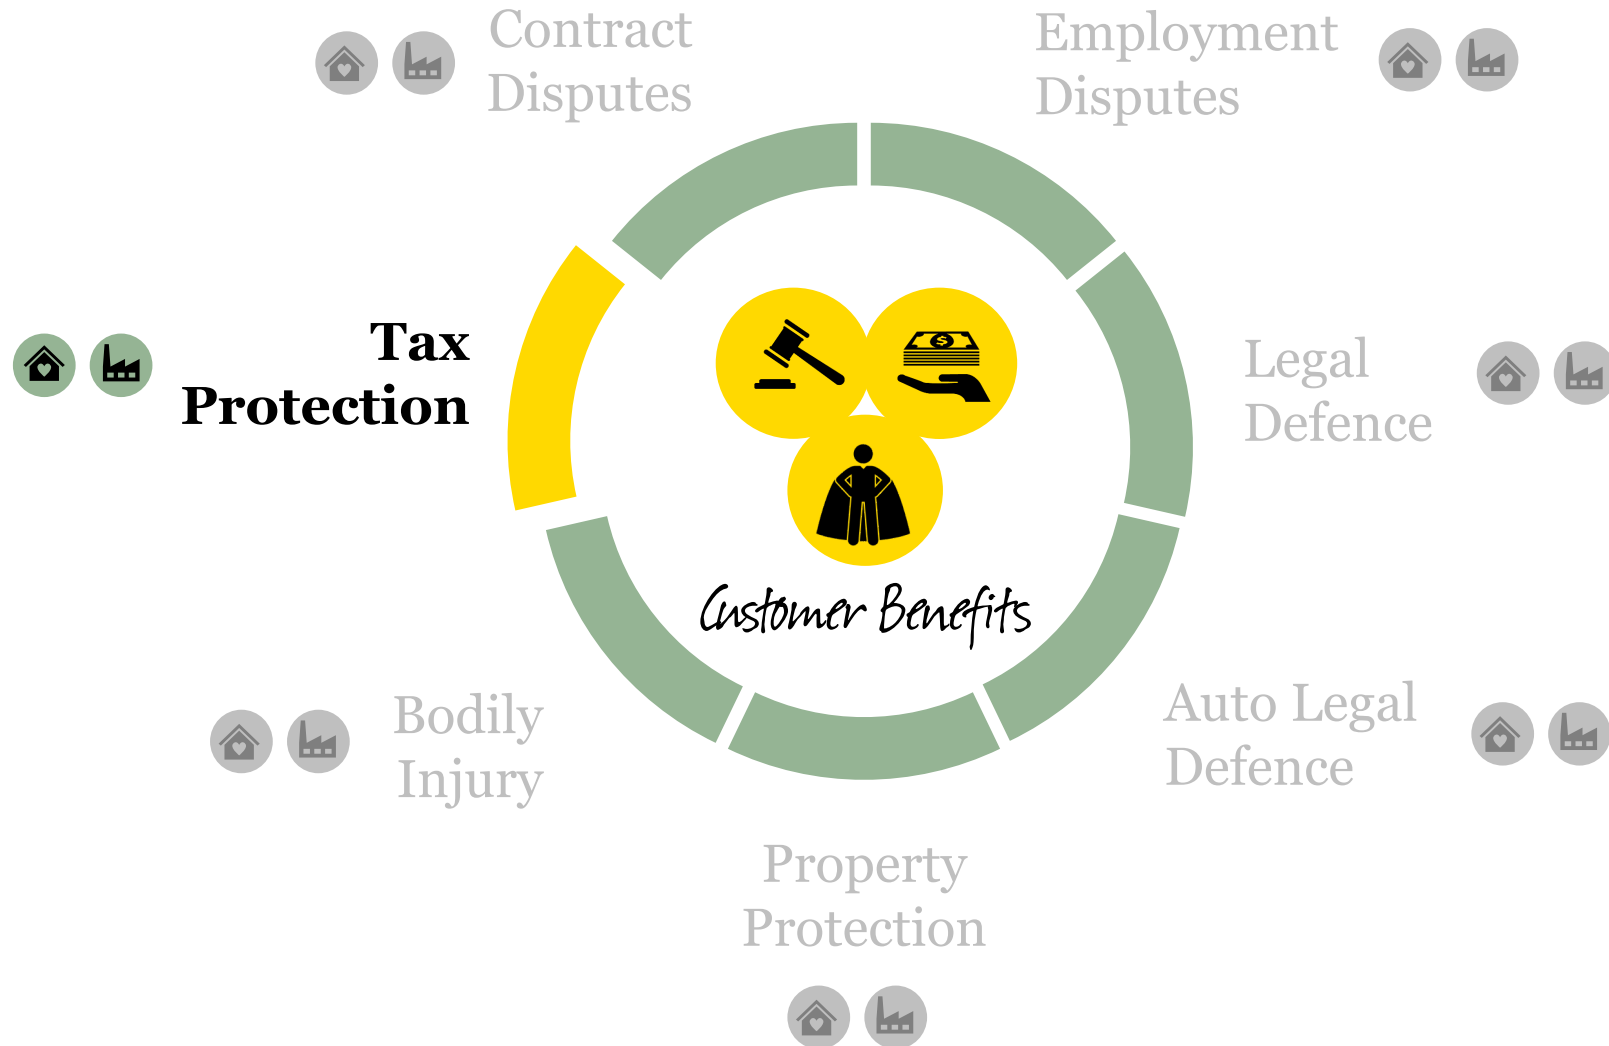 Contract
Disputes
Employment
Disputes
Tax
Protection
Legal
Defence
Customer Benefits
Bodily
Injury
Auto Legal
Defence
Property
Protection